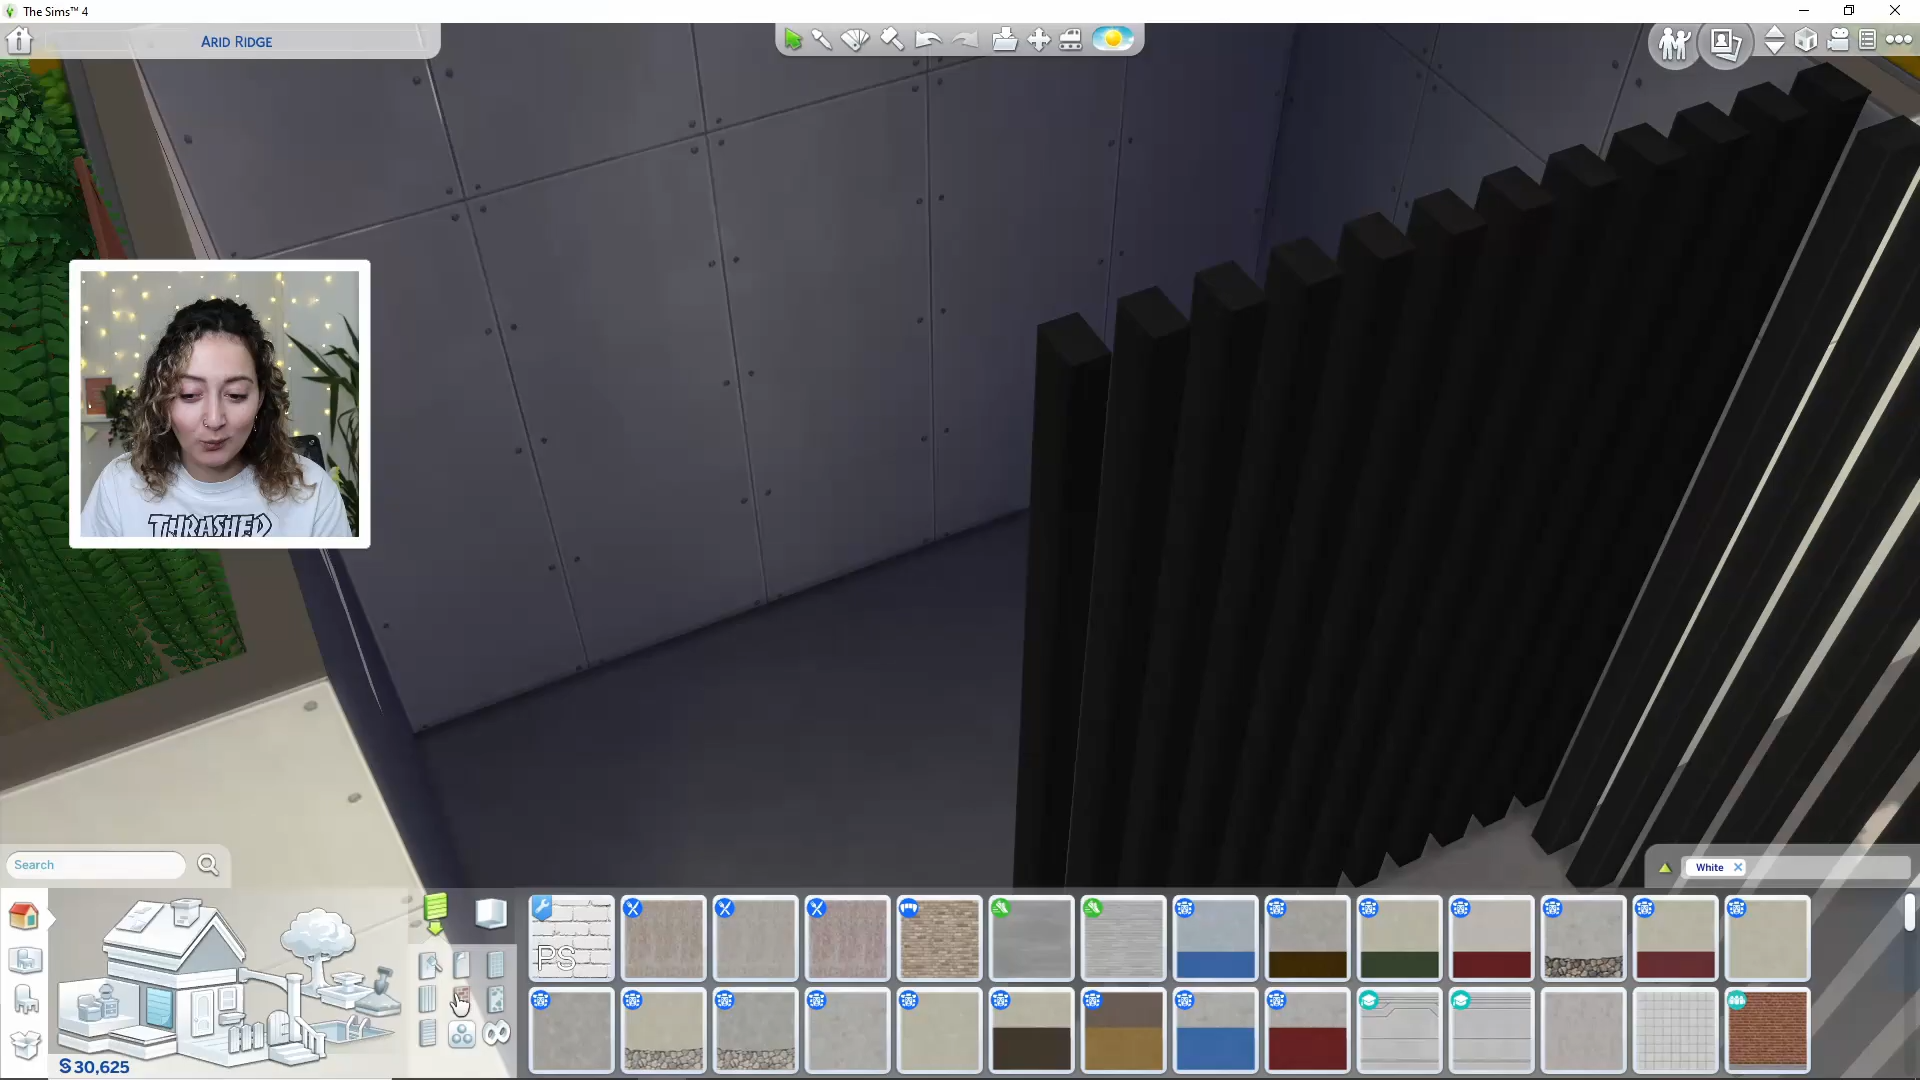 The Sims™ 4
ARID RIDGE
THRASHED
Search
White
PS
§30,625